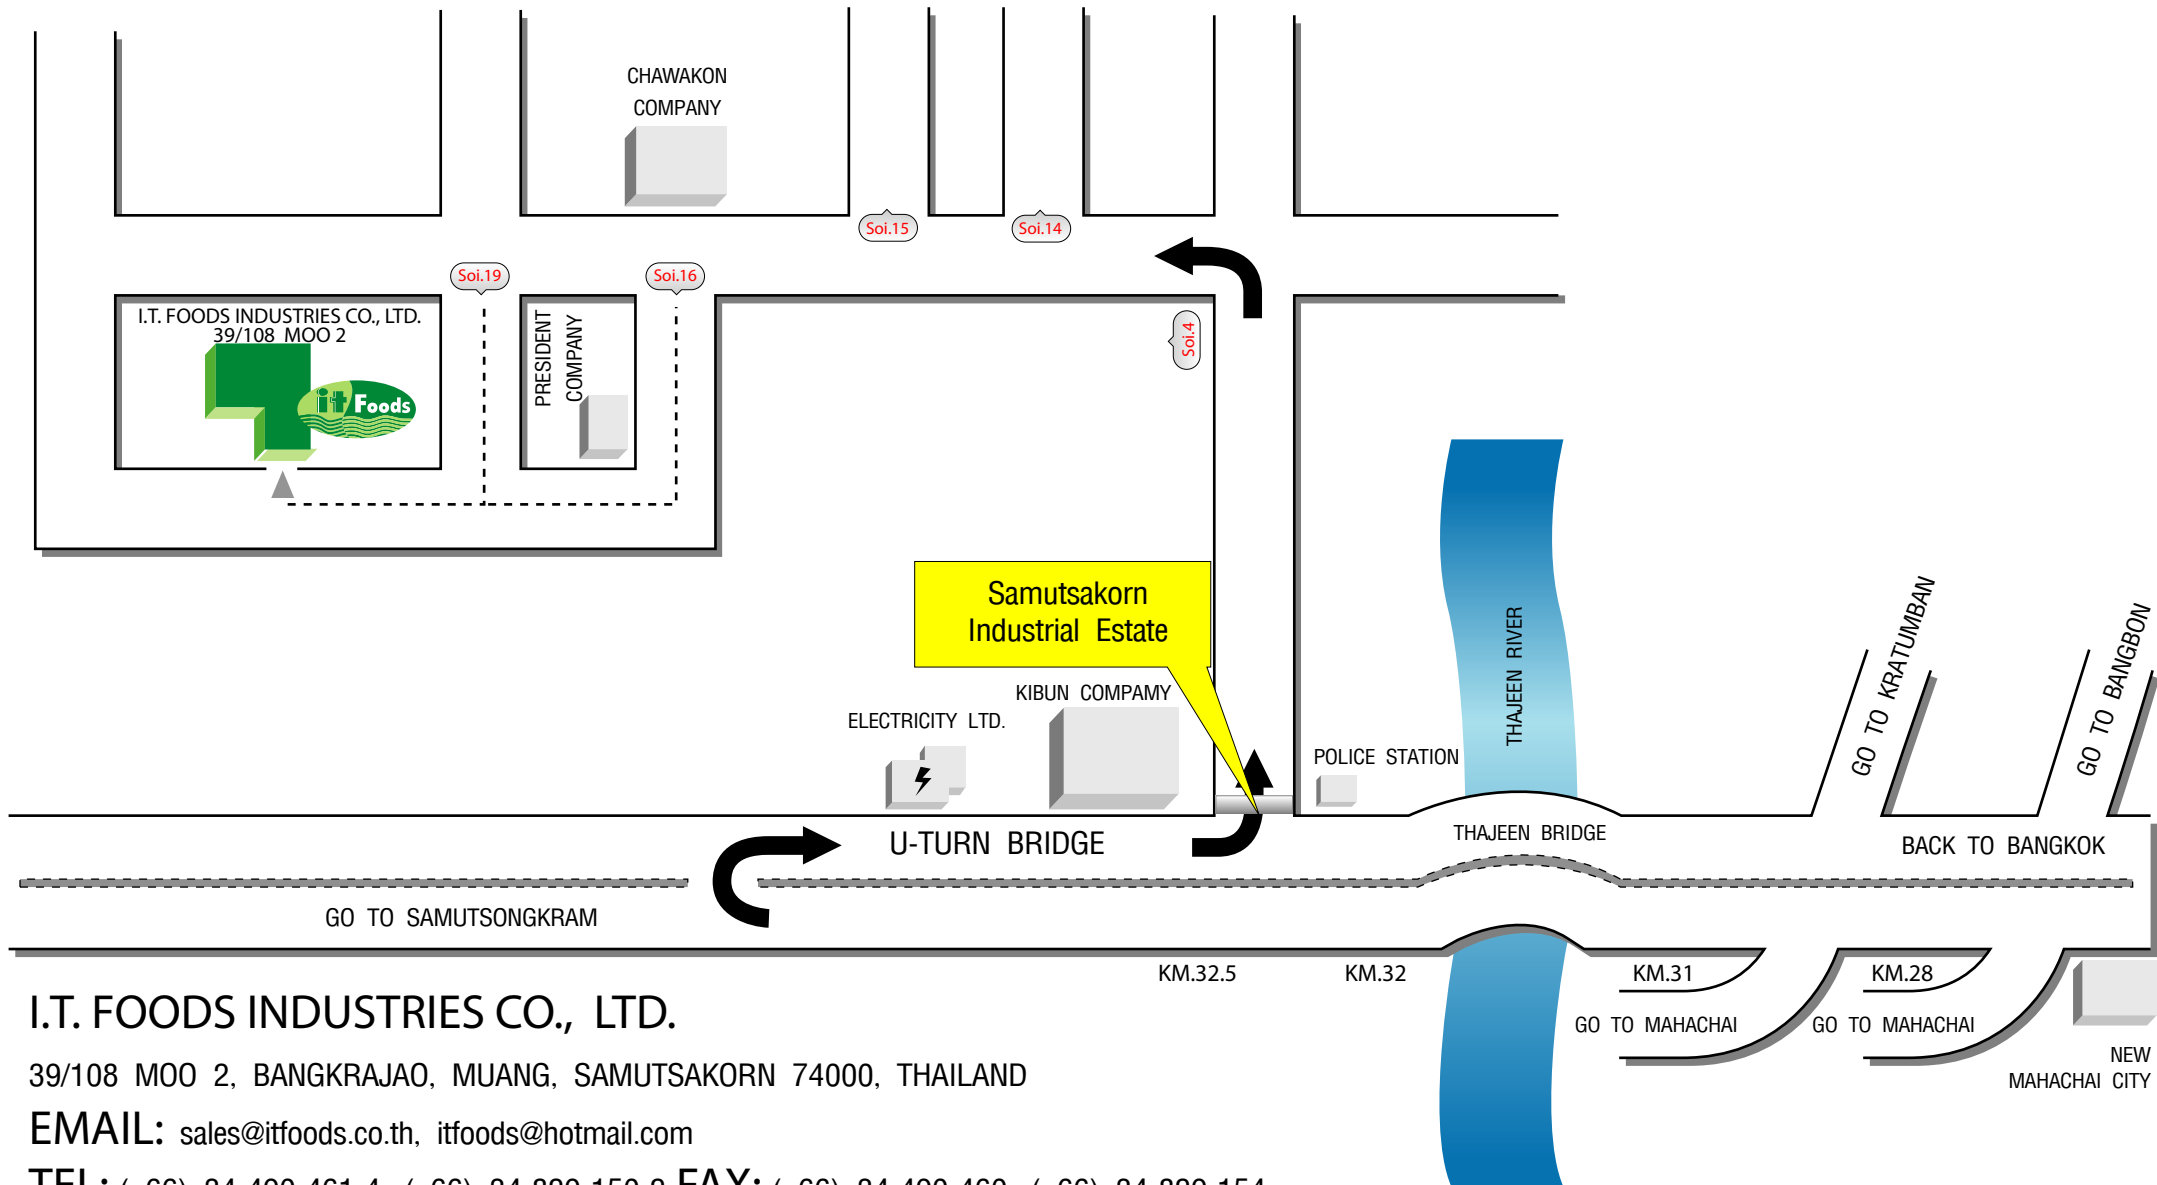 CHAWAKON
COMPANY
Soi.15
Soi.14
Soi.19
Soi.16
I.T. FOODS INDUSTRIES CO., LTD.
39/108 MOO 2
it Foods
PRESIDENT
COMPANY
Soi.4
Samutsakorn
Industrial Estate
KIBUN COMPAMY
ELECTRICITY LTD.
POLICE STATION
THAJEEN RIVER
GO TO KRATUMBAN
GO TO BANGBON
U-TURN BRIDGE
THAJEEN BRIDGE
BACK TO BANGKOK
GO TO SAMUTSONGKRAM
KM.32.5
KM.32
KM.31
KM.28
GO TO MAHACHAI
GO TO MAHACHAI
NEW
MAHACHAI CITY
I.T. FOODS INDUSTRIES CO., LTD.
39/108 MOO 2, BANGKRAJAO, MUANG, SAMUTSAKORN 74000, THAILAND
EMAIL: sales@itfoods.co.th, itfoods@hotmail.com
TEL: FAX: